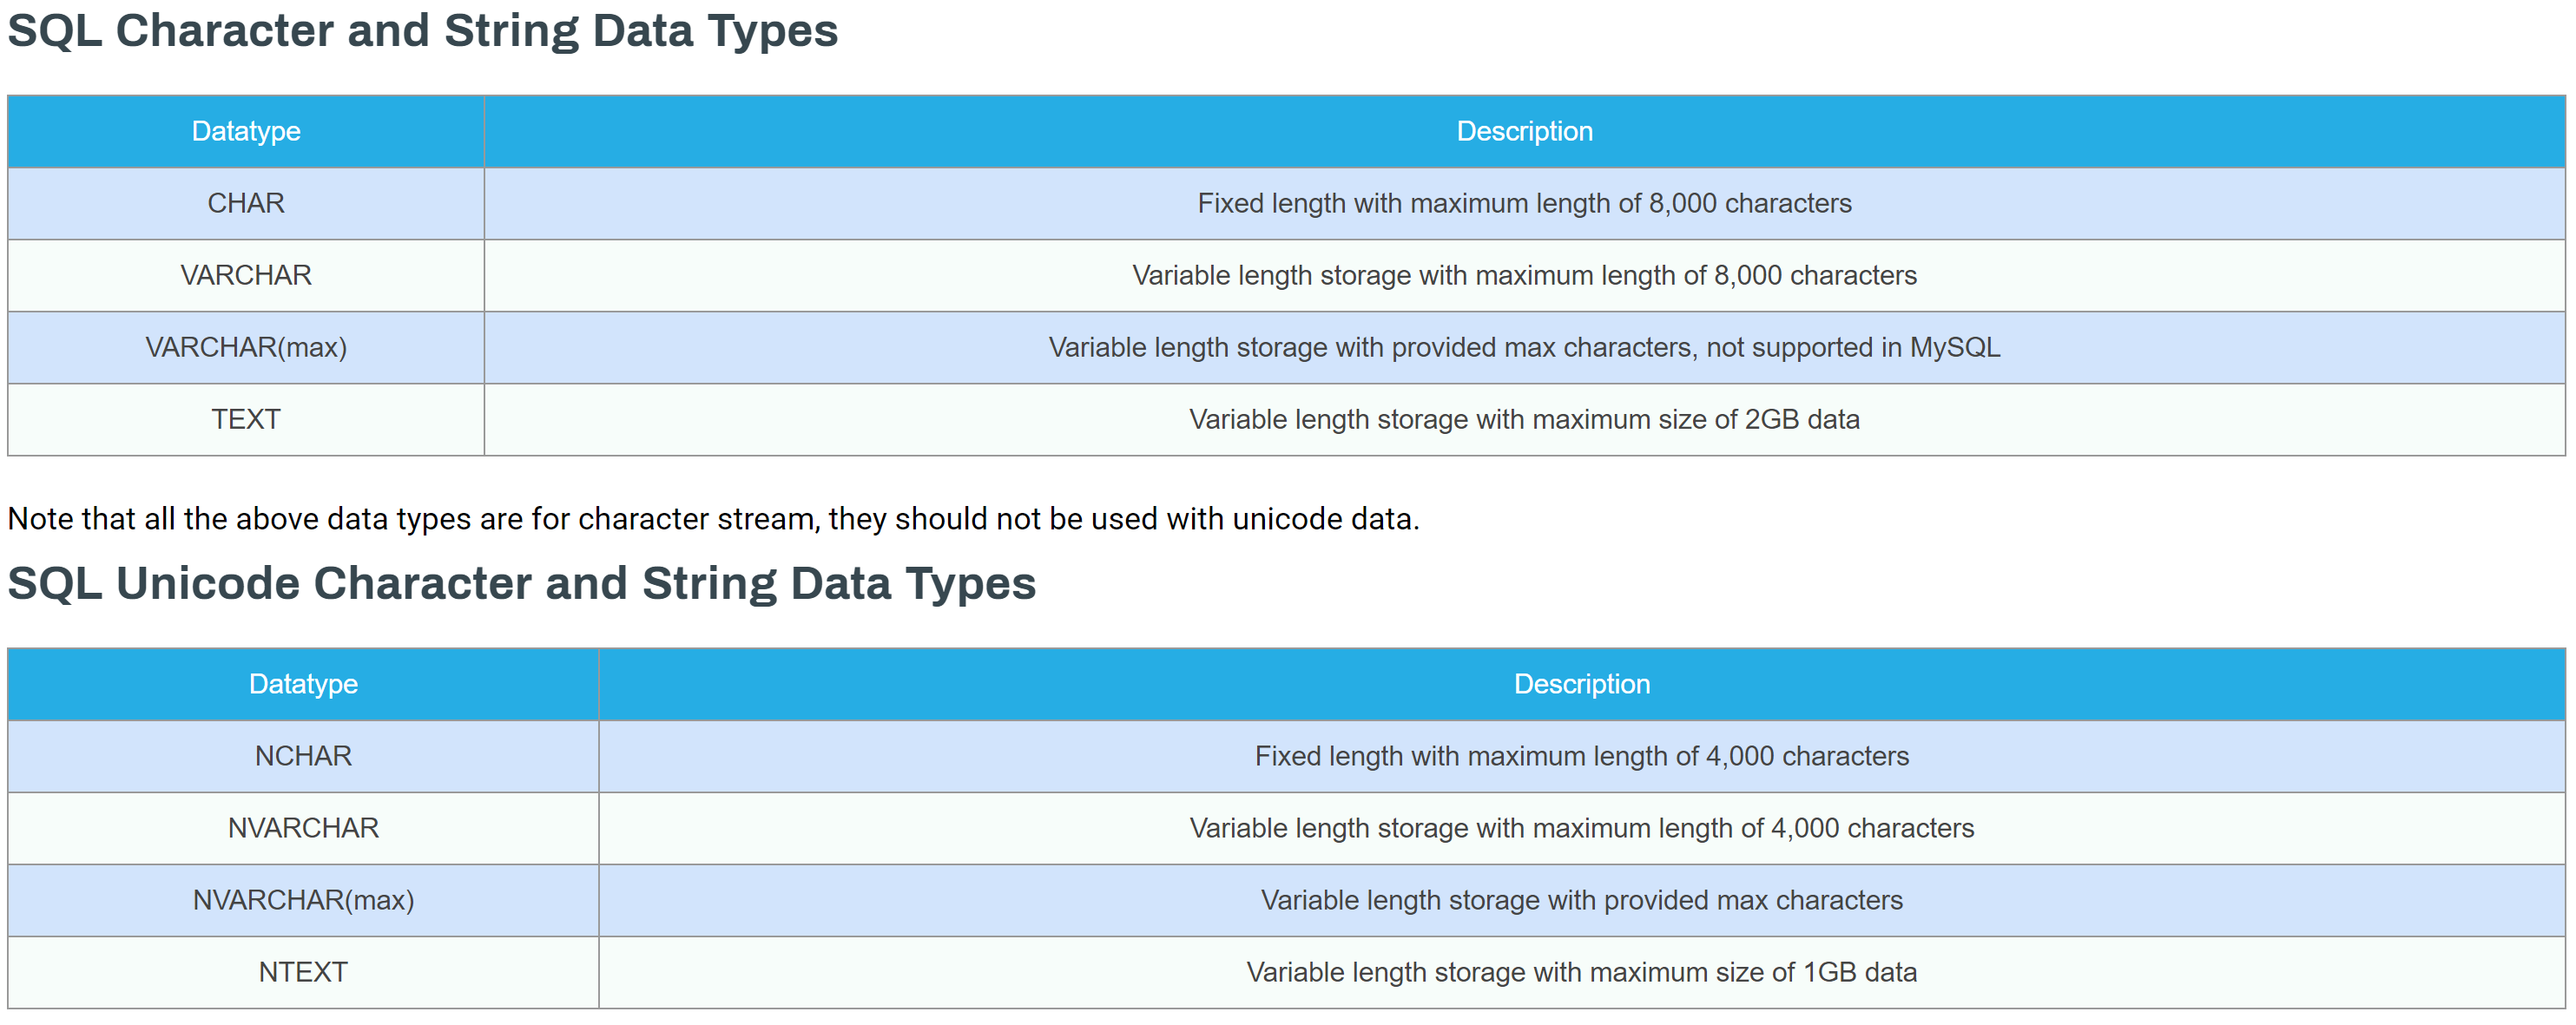 SQL Character and String Data Types
Datatype Description
CHAR Fixed length with maximum length of 8,000 characters
VARCHAR Variable length storage with maximum length of 8,000 characters
VARCHAR(max) Variable length storage with provided max characters, not supported in MySQL
TEXT Variable length storage with maximum size of 2GB data
Note that all the above data types are for character stream, they should not be used with unicode data.
SQL Unicode Character and String Data Types
Datatype Description
NCHAR Fixed length with maximum length of 4,000 characters
NVARCHAR Variable length storage with maximum length of 4,000 characters
NVARCHAR(max) Variable length storage with provided max characters
NTEXT Variable length storage with maximum size of 1GB data